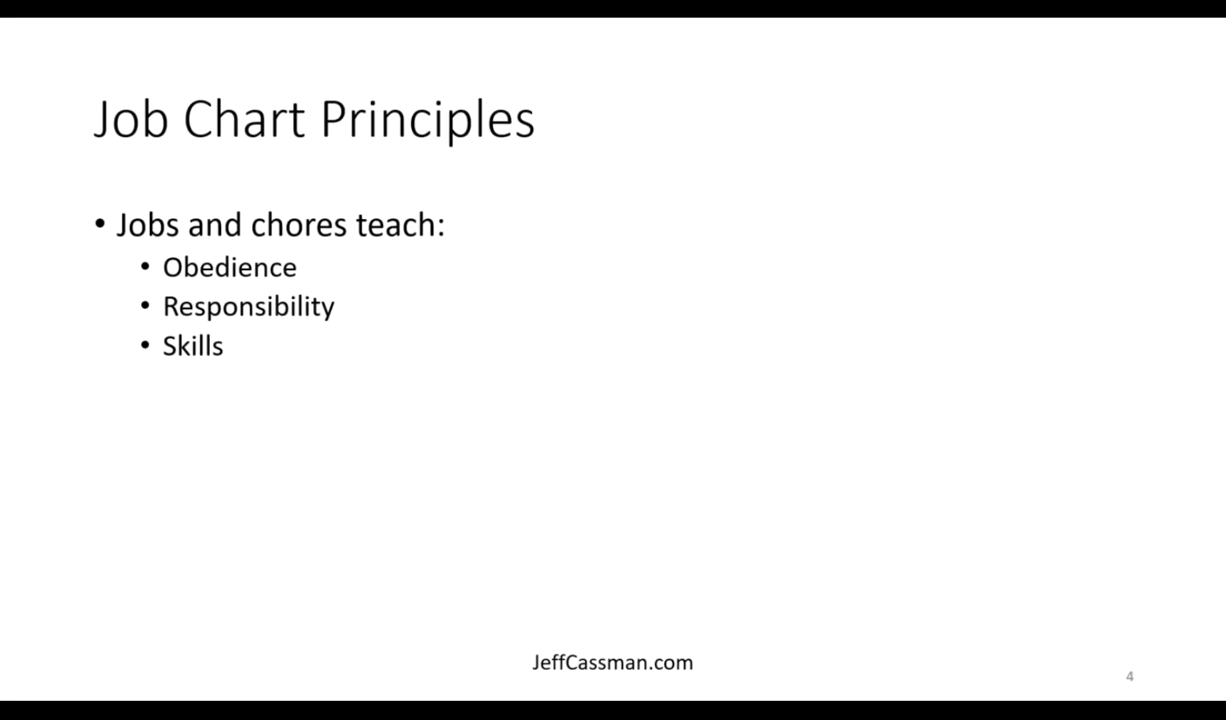 Job Chart Principles
• Jobs and chores teach:
• Obedience
• Responsibility
• Skills
JeffCassman.com
4